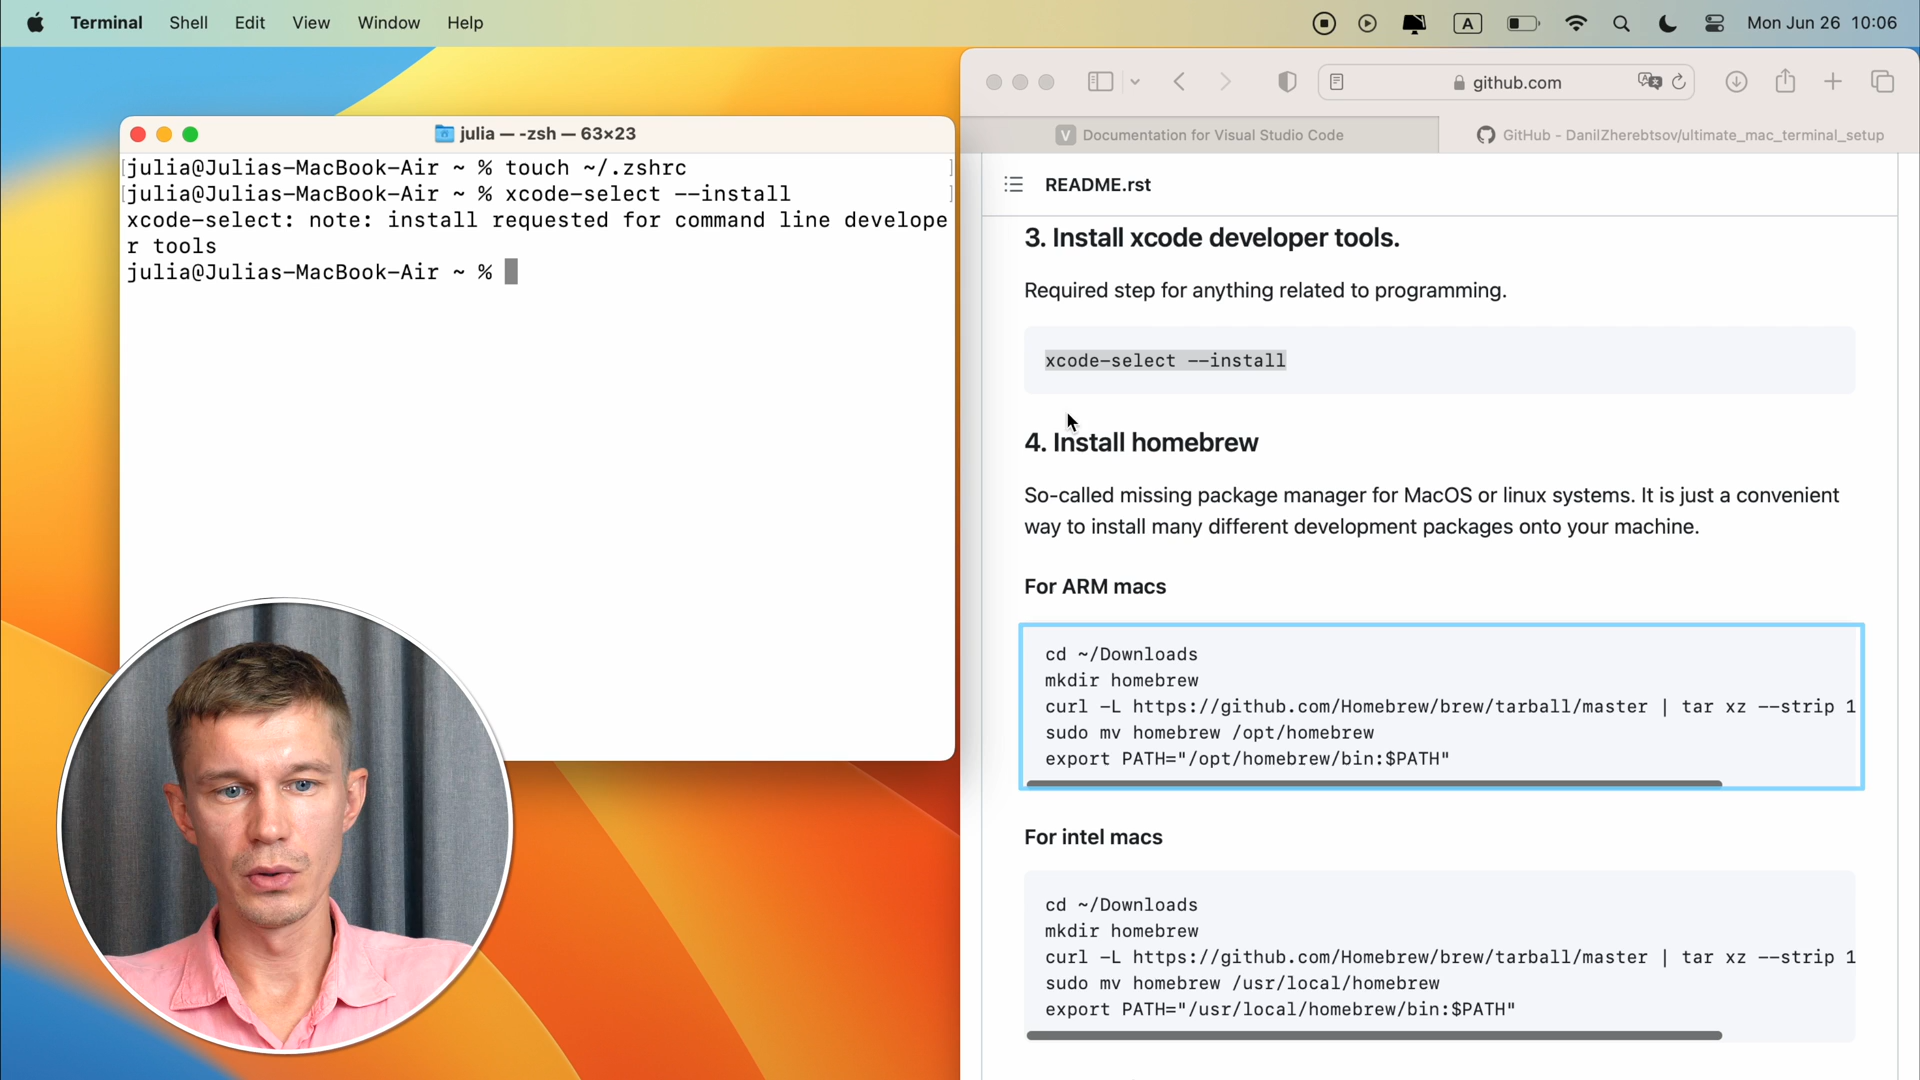 Terminal Shell Edit View Window Help
A
Mon Jun 26 10:06
github.com
julia — -zsh — 63×23
V Documentation for Visual Studio Code
GitHub - DanilZherebtsov/ultimate_mac_terminal_setup
[julia@Julias-MacBook-Air ~ % touch ~/.zshrc ]
[julia@Julias-MacBook-Air ~ % xcode-select --install ]
xcode-select: note: install requested for command line develope
r tools
julia@Julias-MacBook-Air ~ %
README.rst
3. Install xcode developer tools.
Required step for anything related to programming.
xcode-select --install
4. Install homebrew
So-called missing package manager for MacOS or linux systems. It is just a convenient
way to install many different development packages onto your machine.
For ARM macs
cd ~/Downloads
mkdir homebrew
curl -L https://github.com/Homebrew/brew/tarball/master | tar xz --strip 1
sudo mv homebrew /opt/homebrew
export PATH="/opt/homebrew/bin:$PATH"
For intel macs
cd ~/Downloads
mkdir homebrew
curl -L https://github.com/Homebrew/brew/tarball/master | tar xz --strip 1
sudo mv homebrew /usr/local/homebrew
export PATH="/usr/local/homebrew/bin:$PATH"